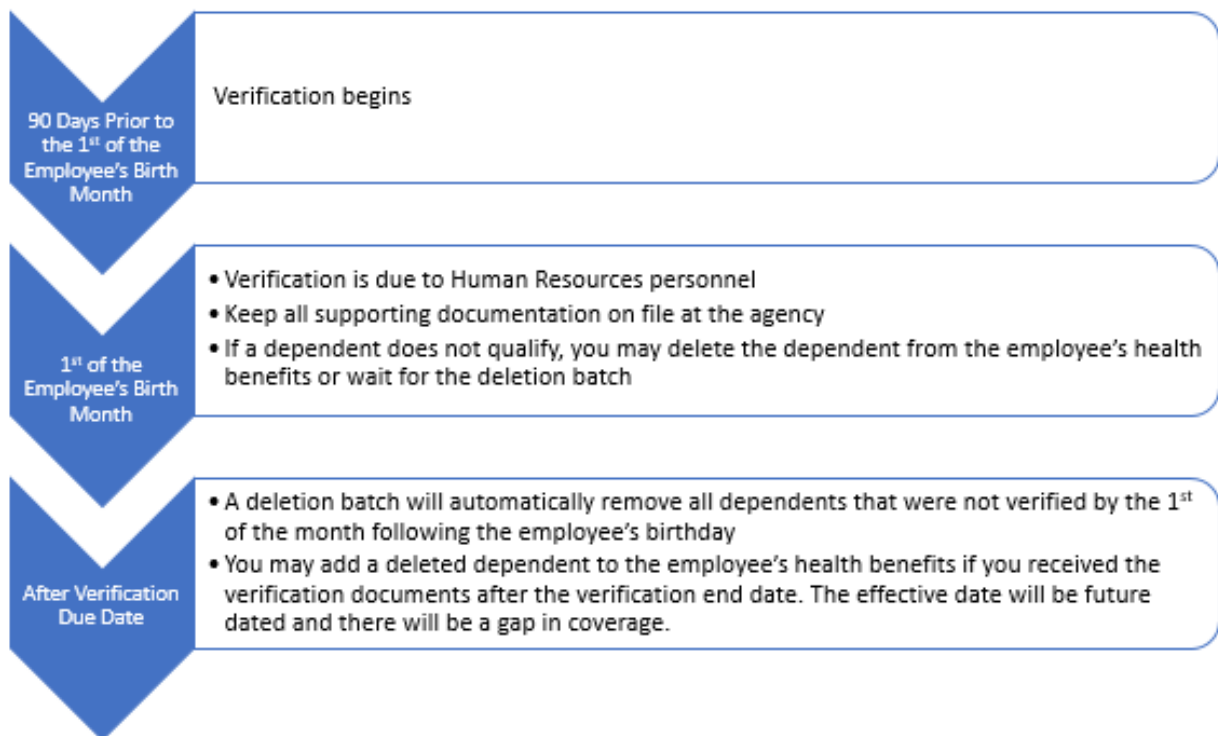 90 Days Prior to
the 1st of the
Employee's Birth
Month
Verification begins
1st of the
Employee's Birth
Month
• Verification is due to Human Resources personnel
• Keep all supporting documentation on file at the agency
• If a dependent does not qualify, you may delete the dependent from the employee's health
benefits or wait for the deletion batch
After Verification
Due Date
• A deletion batch will automatically remove all dependents that were not verified by the 1st
of the month following the employee's birthday
• You may add a deleted dependent to the employee's health benefits if you received the
verification documents after the verification end date. The effective date will be future
dated and there will be a gap in coverage.